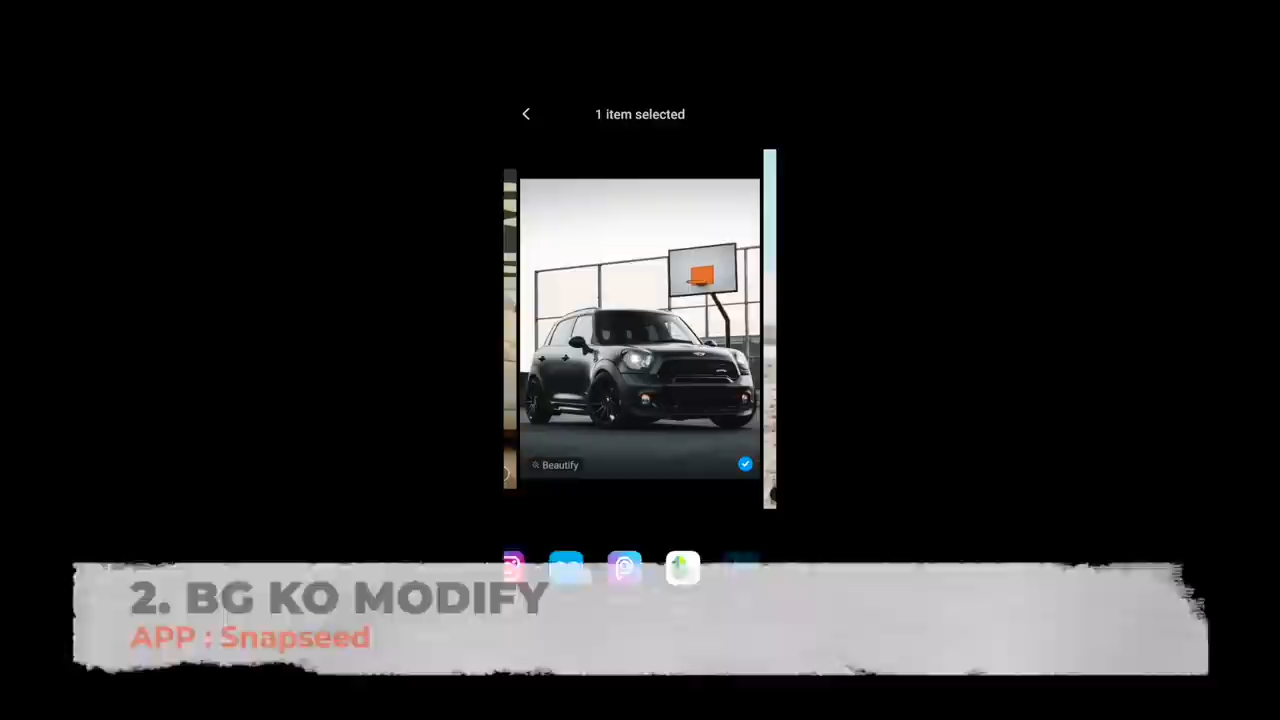 1 item selected
Beautify
2. BG KO MODIFY
APP : Snapseed